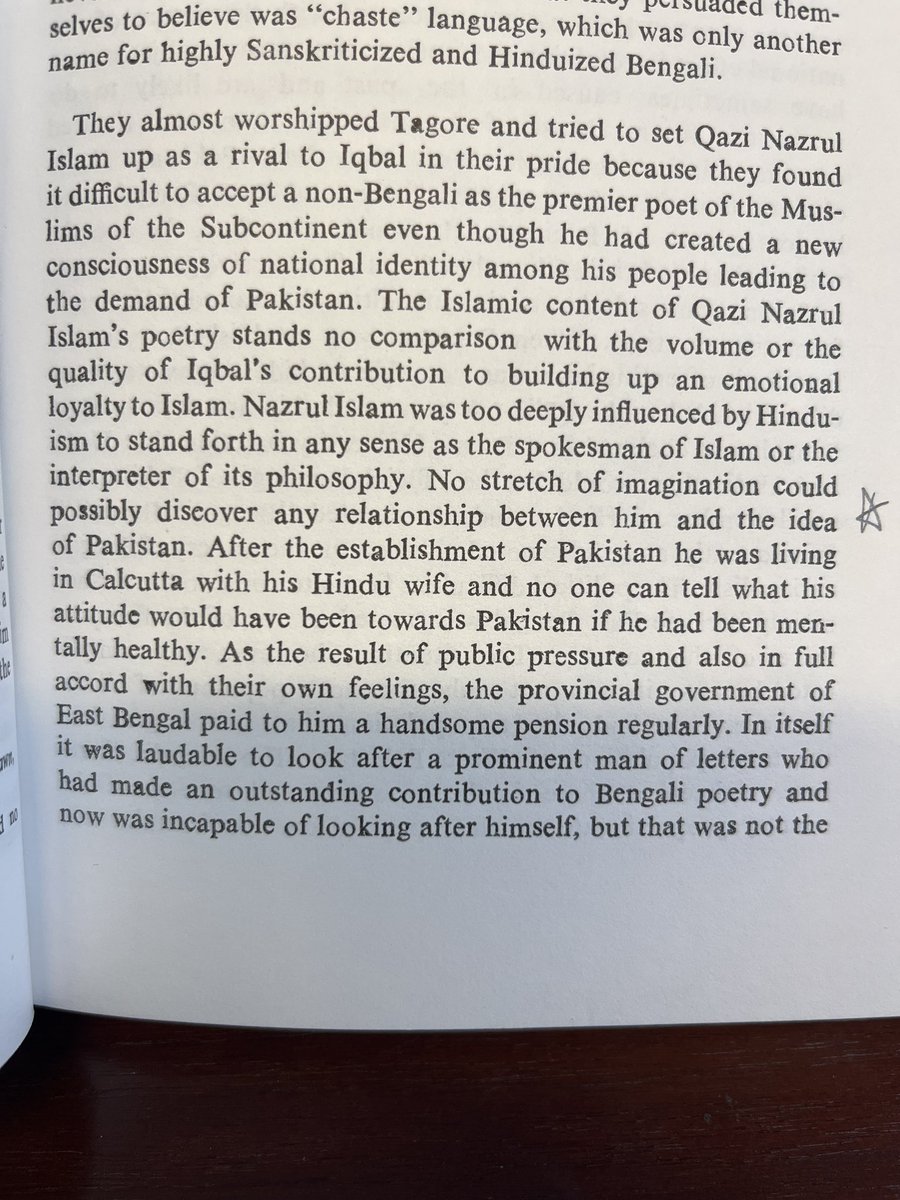 they persuaded them-
selves to believe was “chaste” language, which was only another
name for highly Sanskriticized and Hinduized Bengali.
They almost worshipped Tagore and tried to set Qazi Nazrul
Islam up as a rival to Iqbal in their pride because they found
it difficult to accept a non-Bengali as the premier poet of the Mus-
lims of the Subcontinent even though he had created a new
consciousness of national identity among his people leading to
the demand of Pakistan. The Islamic content of Qazi Nazrul
Islam’s poetry stands no comparison with the volume or the
quality of Iqbal’s contribution to building up an emotional
loyalty to Islam. Nazrul Islam was too deeply influenced by Hindu-
ism to stand forth in any sense as the spokesman of Islam or the
interpreter of its philosophy. No stretch of imagination could
possibly discover any relationship between him and the idea
of Pakistan. After the establishment of Pakistan he was living
in Calcutta with his Hindu wife and no one can tell what his
attitude would have been towards Pakistan if he had been men-
tally healthy. As the result of public pressure and also in full
accord with their own feelings, the provincial government of
East Bengal paid to him a handsome pension regularly. In itself
it was laudable to look after a prominent man of letters who
had made an outstanding contribution to Bengali poetry and
now was incapable of looking after himself, but that was not the